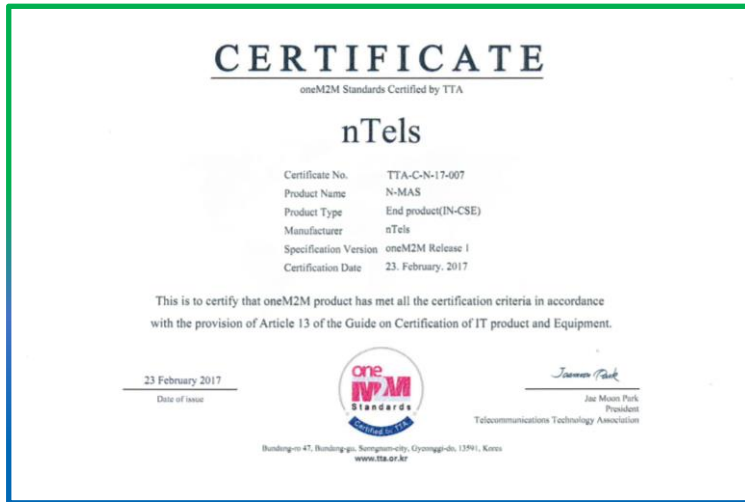 CERTIFICATE
oneM2M Standards Certified by TTA
nTels
Certificate No. TTA-C-N-17-007
Product Name N-MAS
Product Type End product(IN-CSE)
Manufacturer nTels
Specification Version oneM2M Release 1
Certification Date 23. February. 2017
This is to certify that oneM2M product has met all the certification criteria in accordance
with the provision of Article 13 of the Guide on Certification of IT product and Equipment.
23 February 2017
Date of issue
one
M2M
Standards
Certified by TTA
Jaemoon Park
Jae Moon Park
President
Telecommunications Technology Association
Bundang-ro 47, Bundang-gu, Seongnam-city, Gyeonggi-do, 13591, Korea
www.tta.or.kr